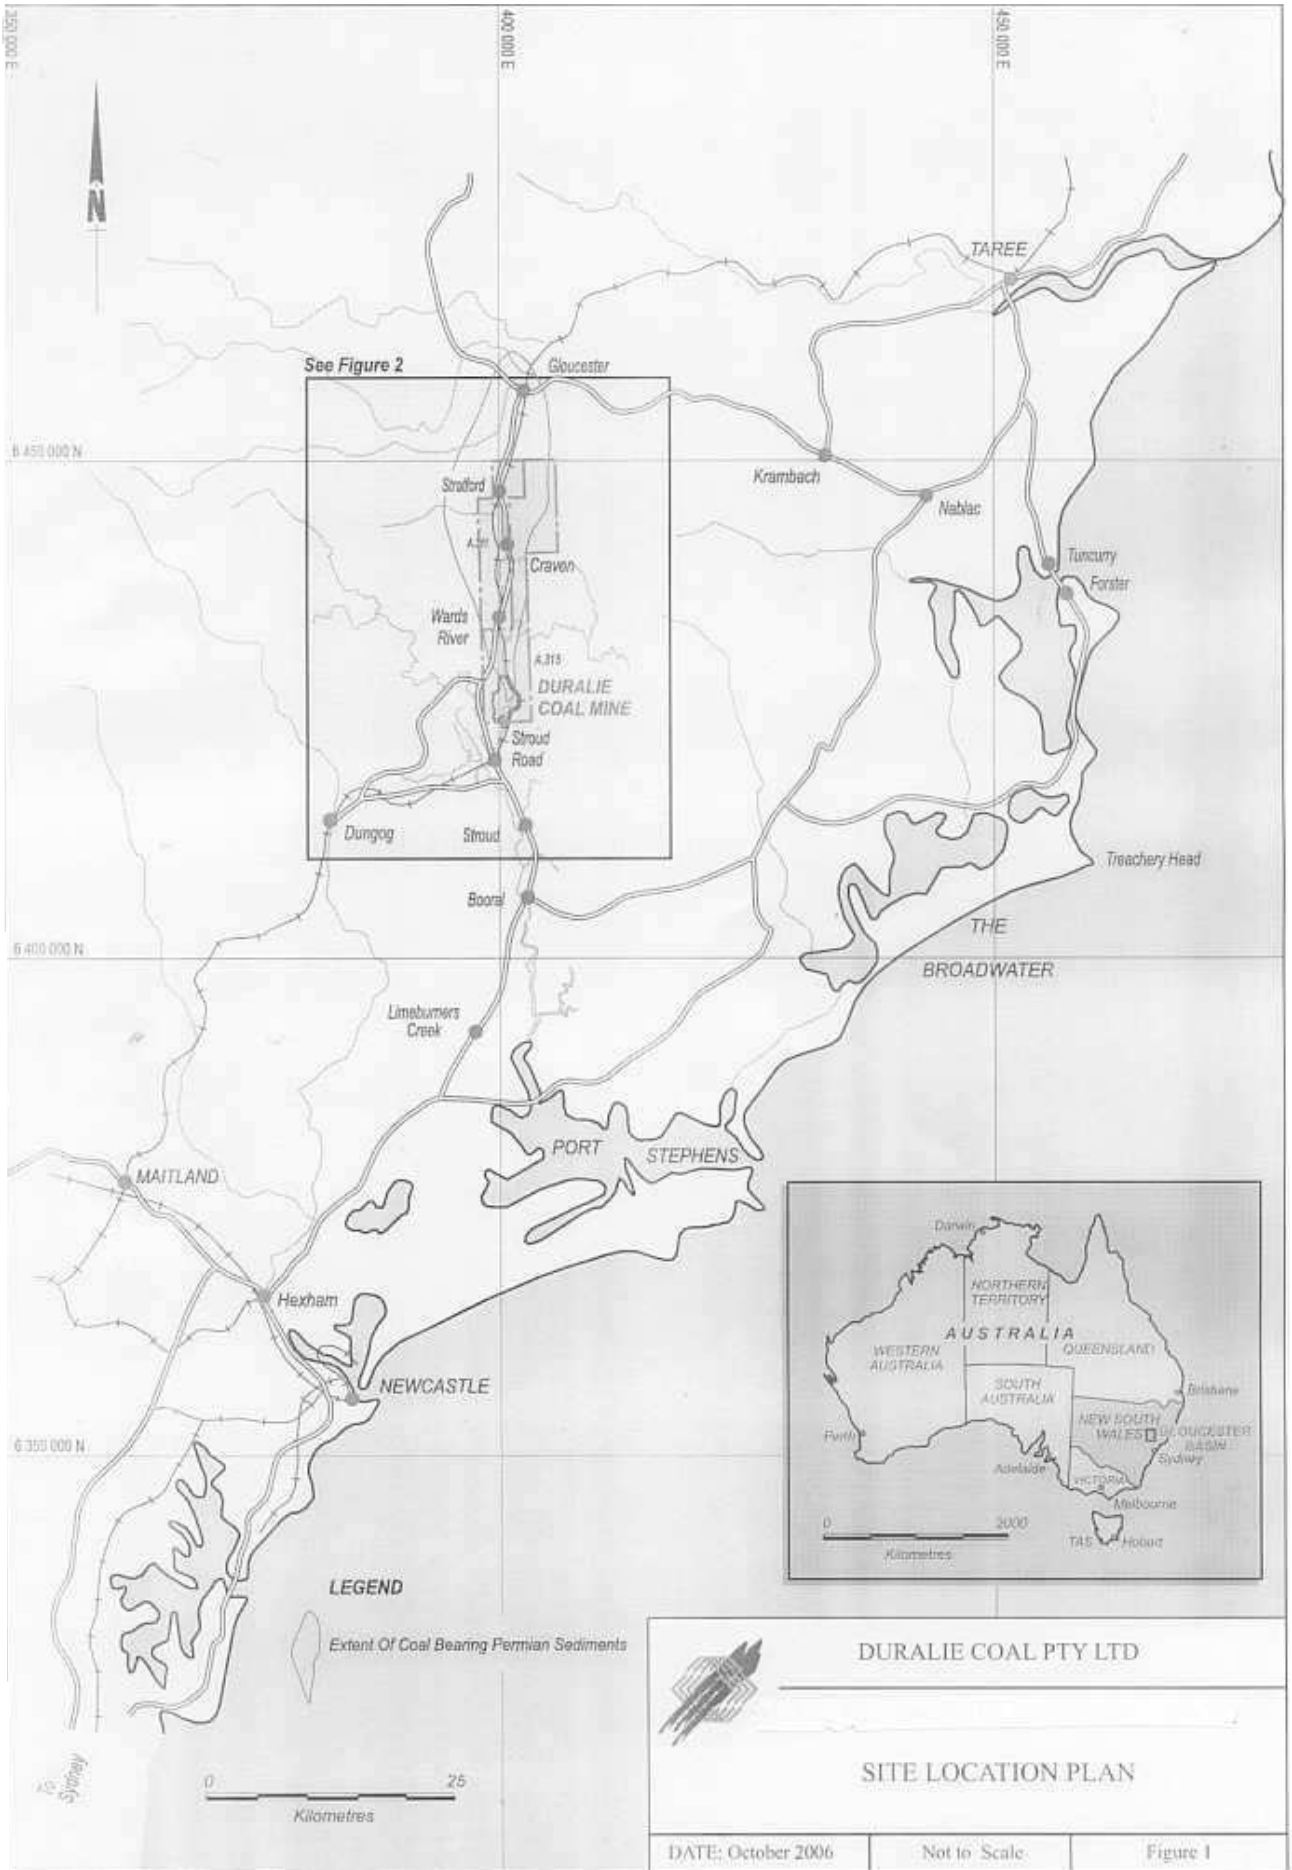 350 000 E
400 000 E
450 000 E
N
TAREE
See Figure 2
Gloucester
6 450 000 N
Krambach
Stratford
Nabiac
A.311
Craven
Tuncurry
Forster
Wards
River
A.315
DURALIE
COAL MINE
Stroud
Road
Dungog
Stroud
Treachery Head
Booral
THE
BROADWATER
6 400 000 N
Limeburners
Creek
PORT
STEPHENS
MAITLAND
Hexham
NEWCASTLE
6 350 000 N
Darwin
NORTHERN
TERRITORY
AUSTRALIA
WESTERN
AUSTRALIA
QUEENSLAND
SOUTH
AUSTRALIA
Brisbane
NEW SOUTH
WALES
GLOUCESTER
BASIN
Perth
Sydney
Adelaide
VICTORIA
Melbourne
TAS
Hobart
0 2000
Kilometres
LEGEND
Extent Of Coal Bearing Permian Sediments
To
Sydney
0 25
Kilometres
DURALIE COAL PTY LTD
SITE LOCATION PLAN
DATE: October 2006
Not to Scale
Figure 1